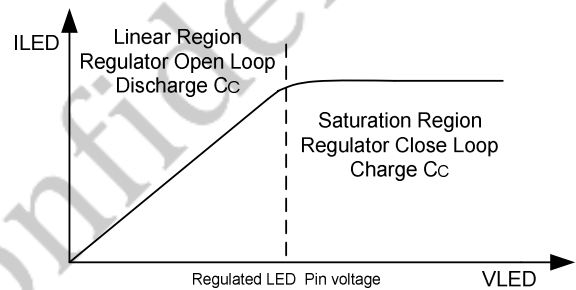 ILED
Linear Region
Regulator Open Loop
Discharge Cc
Saturation Region
Regulator Close Loop
Charge Cc
Regulated LED Pin voltage
VLED
onfide